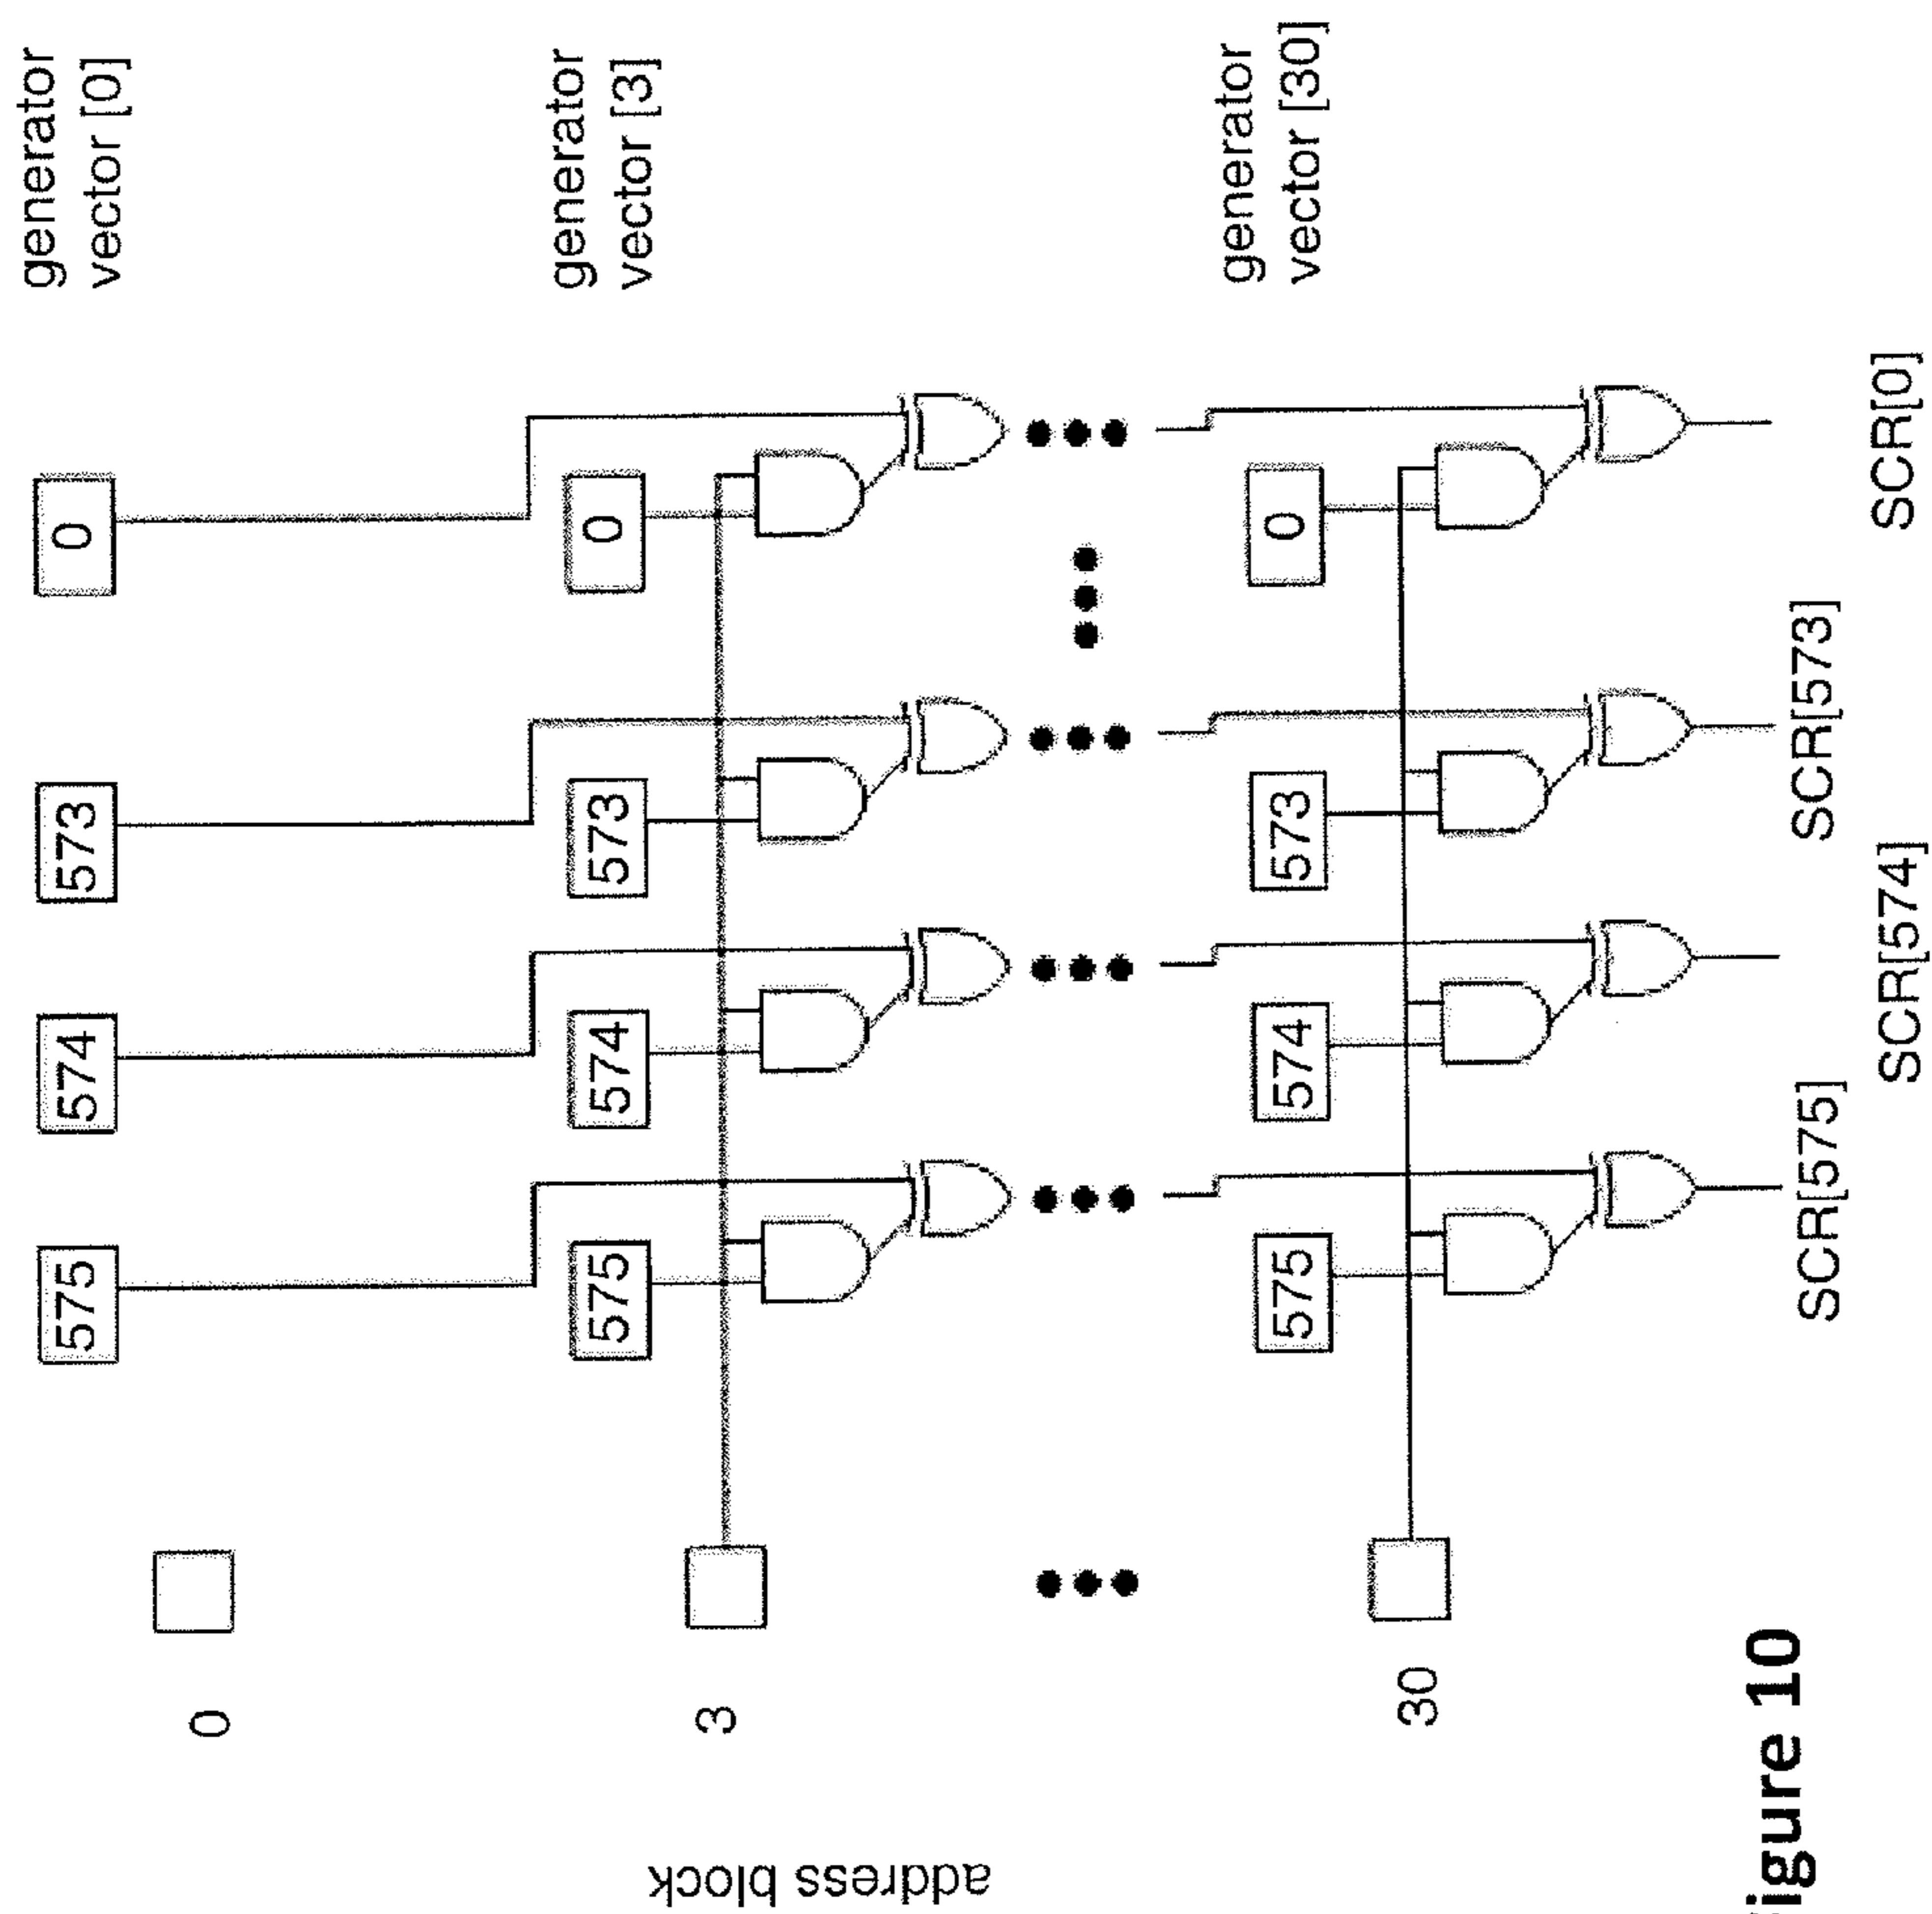 generator
vector [0]
575
574
573
0
0
generator
vector [3]
575
574
573
0
3
address block
generator
vector [30]
575
574
573
0
30
SCR[575]
SCR[574]
SCR[573]
SCR[0]
Figure 10